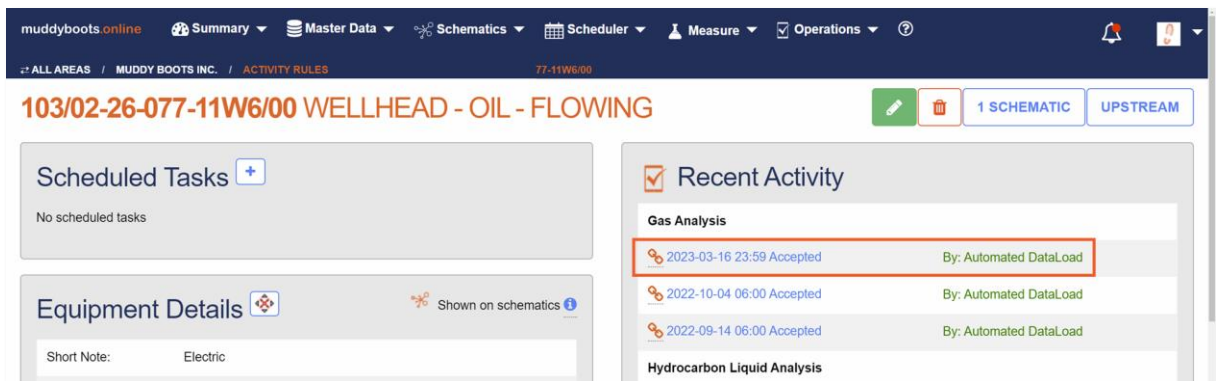 muddyboots.online Summary Master Data Schematics Scheduler Measure Operations ?
ALL AREAS / MUDDY BOOTS INC. / ACTIVITY RULES 77-11W6/00
103/02-26-077-11W6/00 WELLHEAD - OIL - FLOWING
1 SCHEMATIC UPSTREAM
Scheduled Tasks +
No scheduled tasks
Equipment Details
Shown on schematics i
Short Note: Electric
Recent Activity
Gas Analysis
2023-03-16 23:59 Accepted By: Automated DataLoad
2022-10-04 06:00 Accepted By: Automated DataLoad
2022-09-14 06:00 Accepted By: Automated DataLoad
Hydrocarbon Liquid Analysis